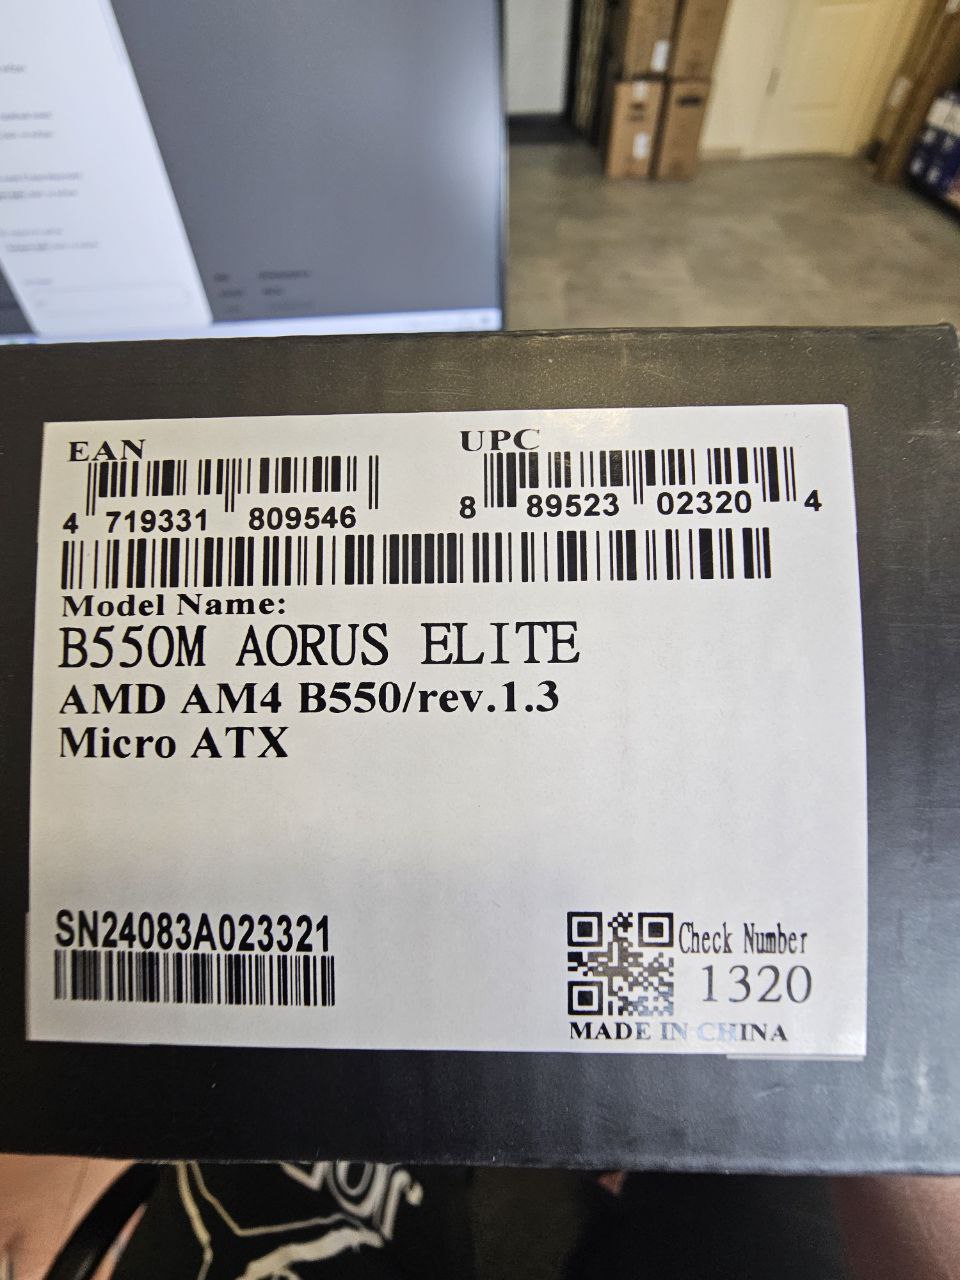 EAN
4 719331 809546
UPC
8 89523 02320 4
Model Name:
B550M AORUS ELITE
AMD AM4 B550/rev.1.3
Micro ATX
SN24083A023321
Check Number
1320
MADE IN CHINA